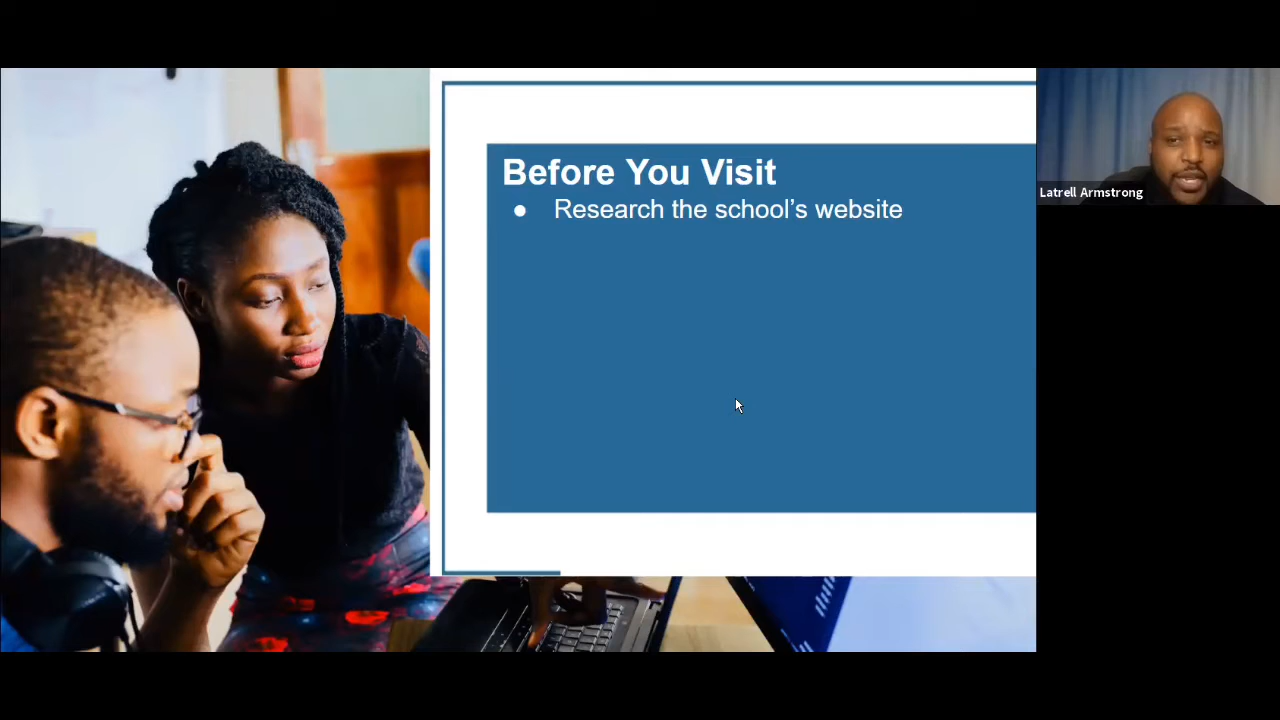 Before You Visit
● Research the school's website
Latrell Armstrong